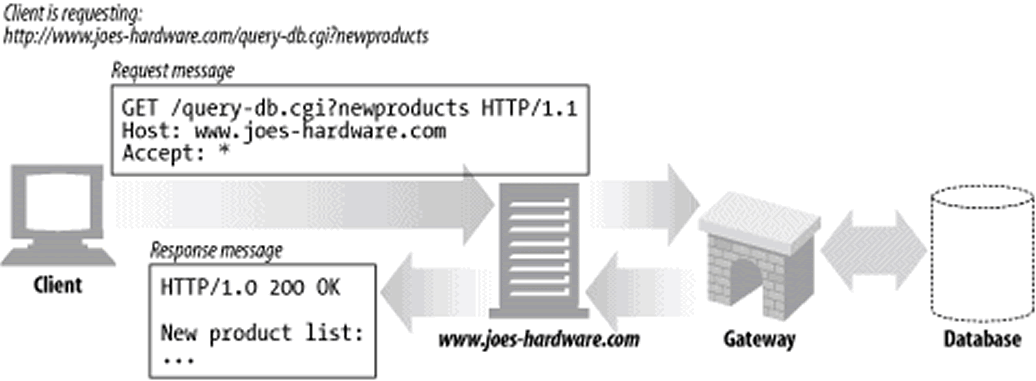 Client is requesting:
http://www.joes-hardware.com/query-db.cgi?newproducts
Request message
GET /query-db.cgi?newproducts HTTP/1.1
Host: www.joes-hardware.com
Accept: *
Response message
HTTP/1.0 200 OK
New product list:
...
Client
www.joes-hardware.com
Gateway
Database